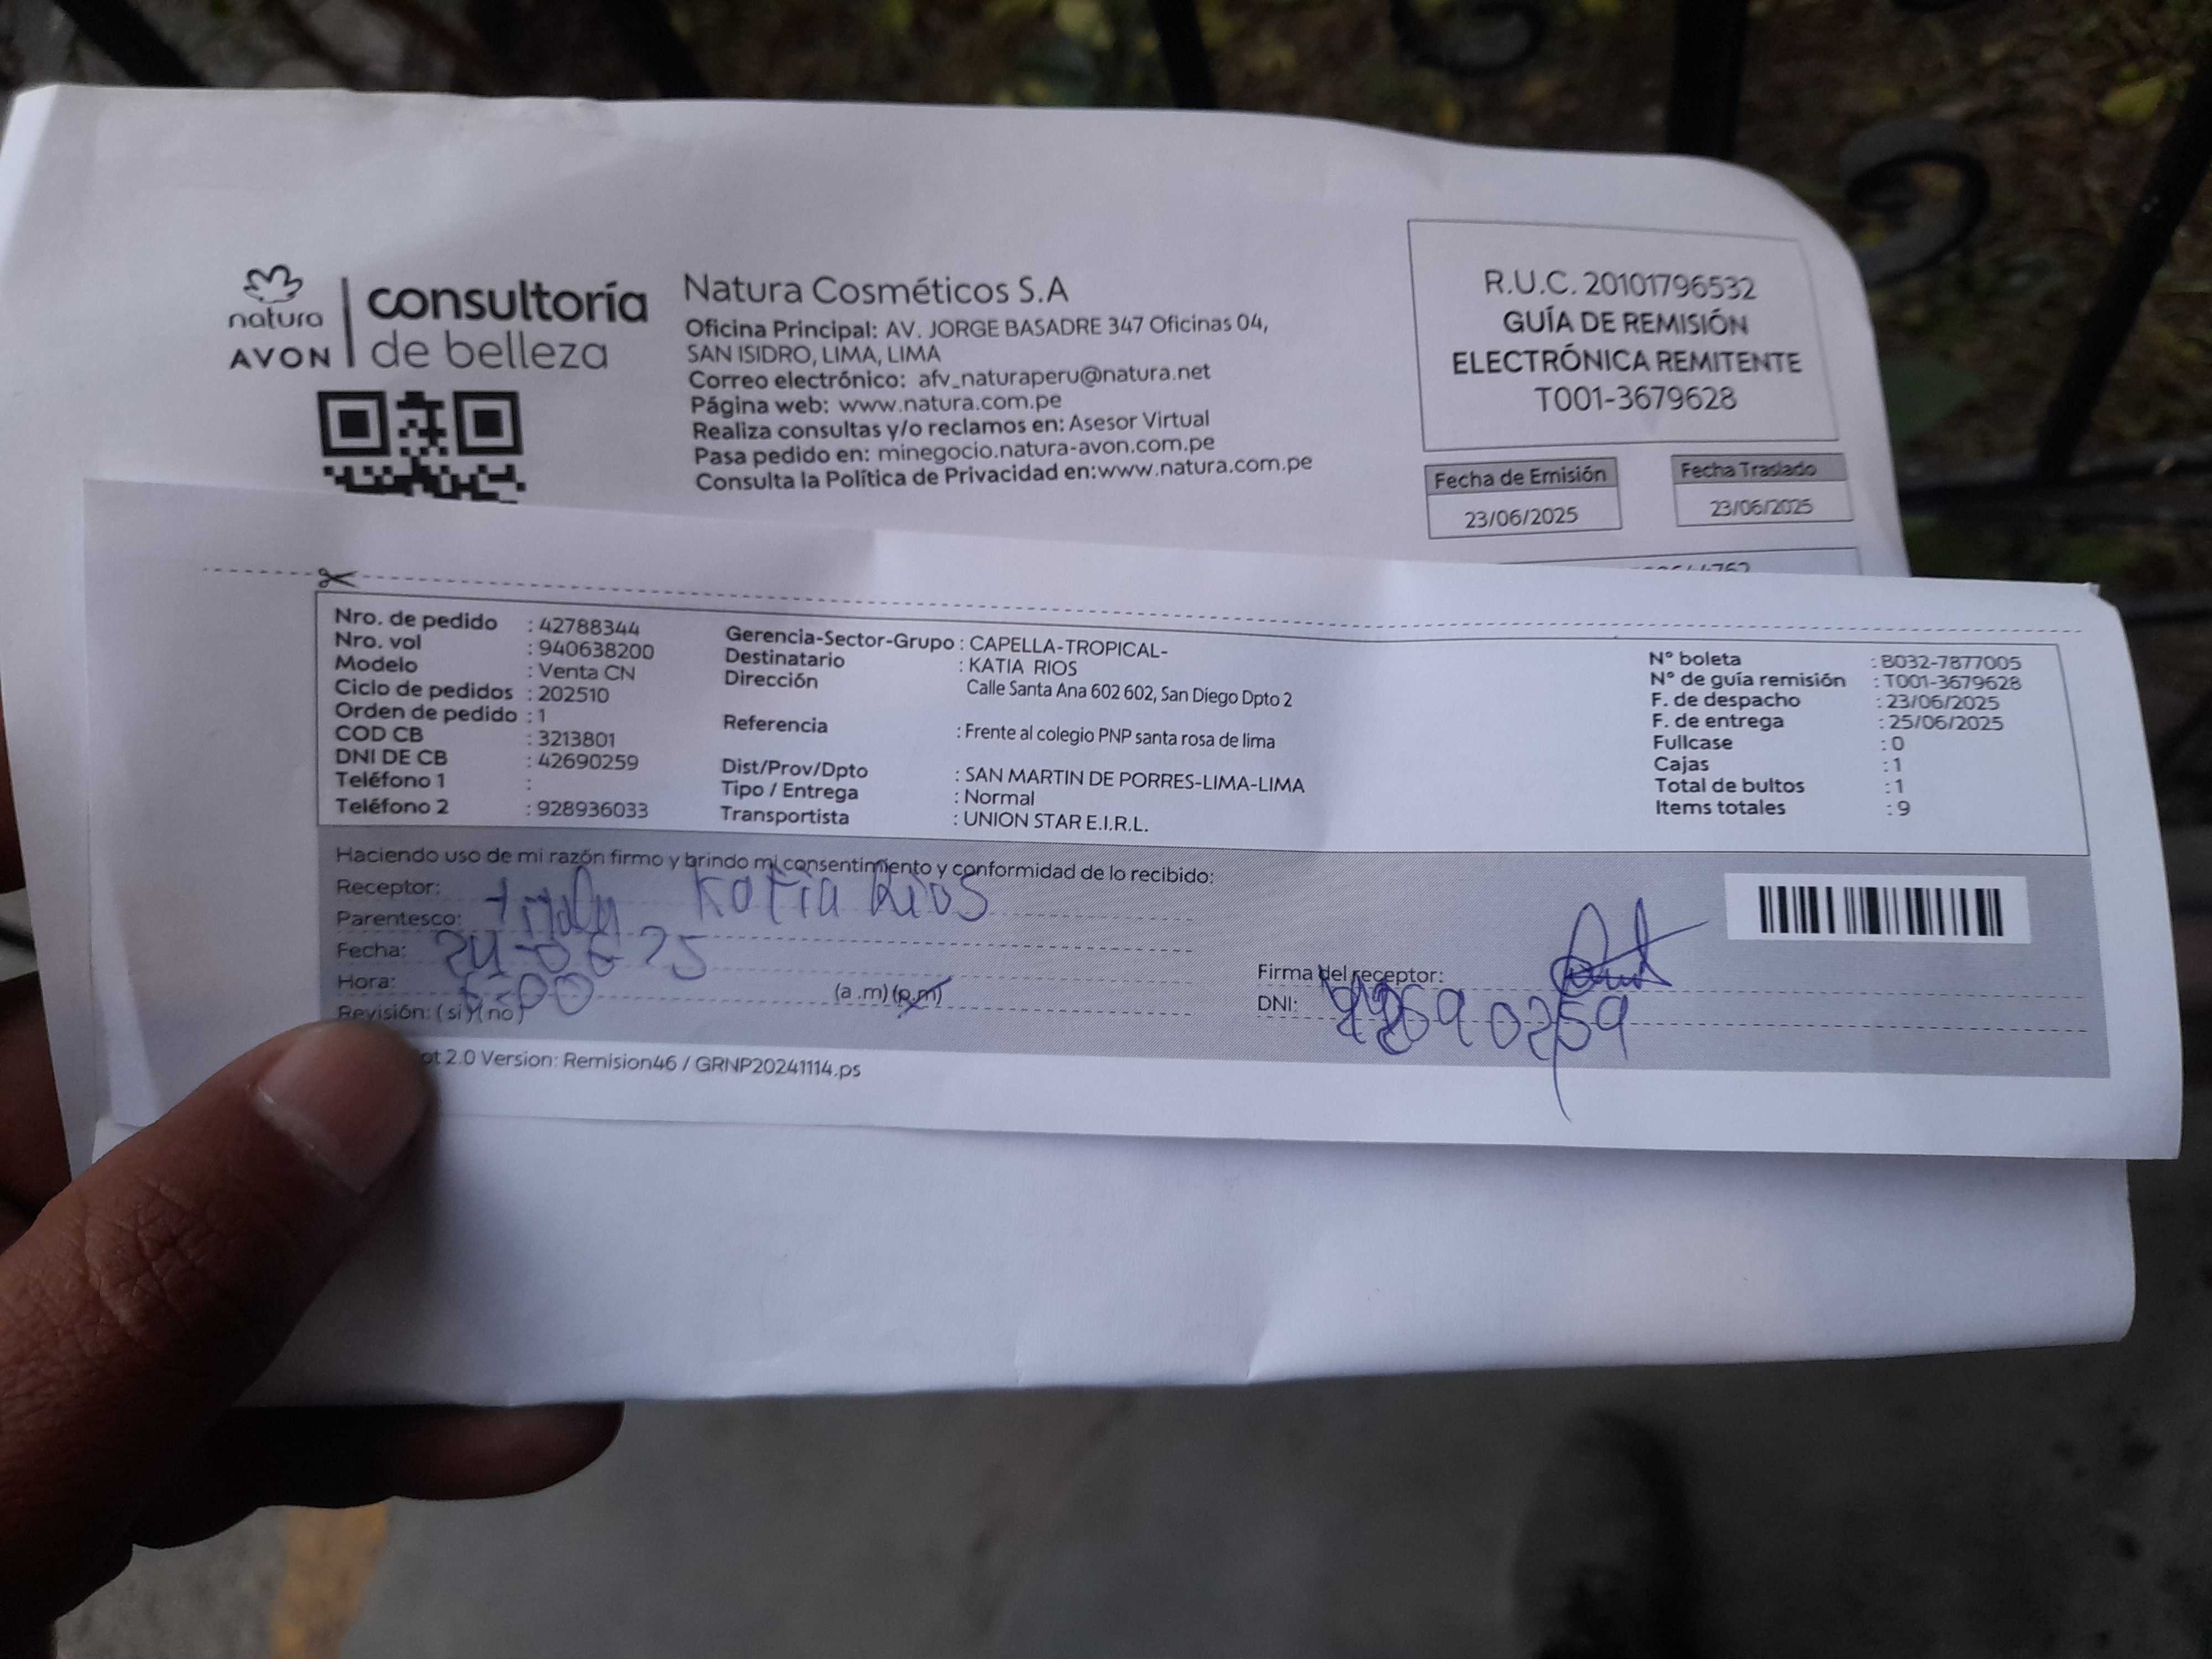 natura
AVON
consultoría
de belleza
Natura Cosméticos S.A
Oficina Principal: AV. JORGE BASADRE 347 Oficinas 04,
SAN ISIDRO, LIMA, LIMA
Correo electrónico: afv_naturaperu@natura.net
Página web: www.natura.com.pe
Realiza consultas y/o reclamos en: Asesor Virtual
Pasa pedido en: minegocio.natura-avon.com.pe
Consulta la Política de Privacidad en:www.natura.com.pe
R.U.C. 20101796532
GUÍA DE REMISIÓN
ELECTRÓNICA REMITENTE
T001-3679628
Fecha de Emisión
23/06/2025
Fecha Traslado
23/06/2025
Nro. de pedido : 42788344
Nro. vol : 940638200
Modelo : Venta CN
Ciclo de pedidos : 202510
Orden de pedido : 1
COD CB : 3213801
DNI DE CB : 42690259
Teléfono 1 :
Teléfono 2 : 928936033
Gerencia-Sector-Grupo : CAPELLA-TROPICAL-
Destinatario : KATIA RIOS
Dirección Calle Santa Ana 602 602, San Diego Dpto 2
Referencia : Frente al colegio PNP santa rosa de lima
Dist/Prov/Dpto : SAN MARTIN DE PORRES-LIMA-LIMA
Tipo / Entrega : Normal
Transportista : UNION STAR E.I.R.L.
N° boleta : B032-7877005
N° de guía remisión : T001-3679628
F. de despacho : 23/06/2025
F. de entrega : 25/06/2025
Fullcase : 0
Cajas : 1
Total de bultos : 1
Items totales : 9
Haciendo uso de mi razón firmo y brindo mi consentimiento y conformidad de lo recibido:
Receptor: Katia Rios
Parentesco:
Fecha: 24-06-25
Hora: (a.m)(p.m)
Revisión: (si)(no)
Firma del receptor:
DNI: 42690259
2.0 Version: Remision46 / GRNP20241114.ps